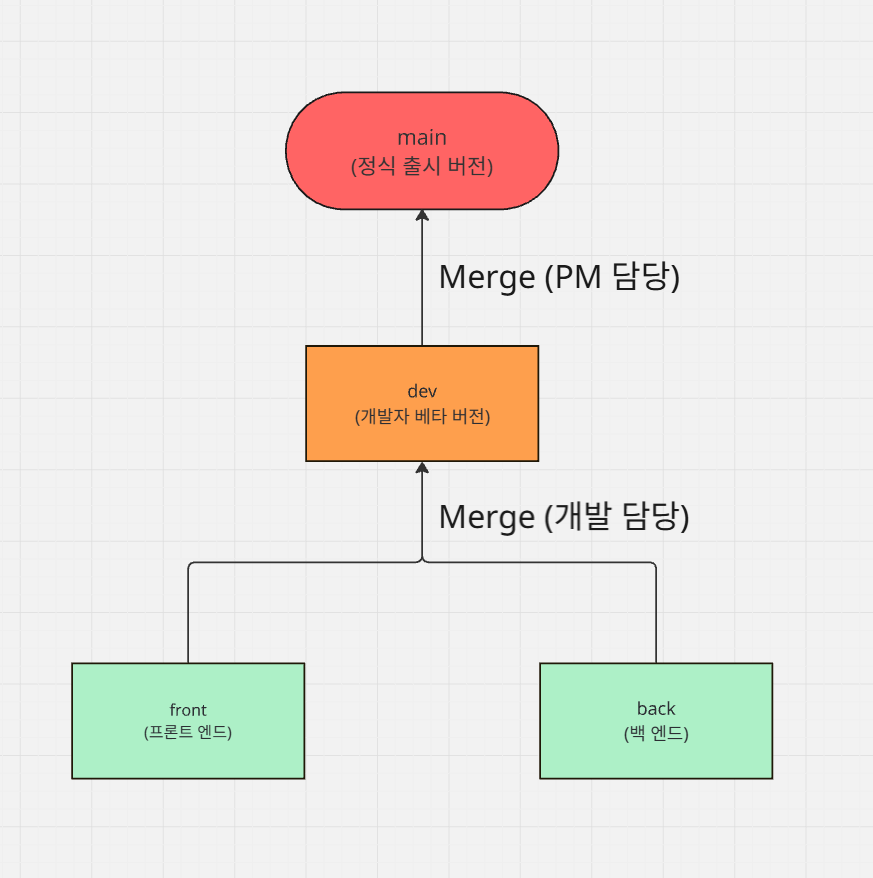 main
(정식 출시 버전)
Merge (PM 담당)
dev
(개발자 베타 버전)
Merge (개발 담당)
front
(프론트 엔드)
back
(백 엔드)